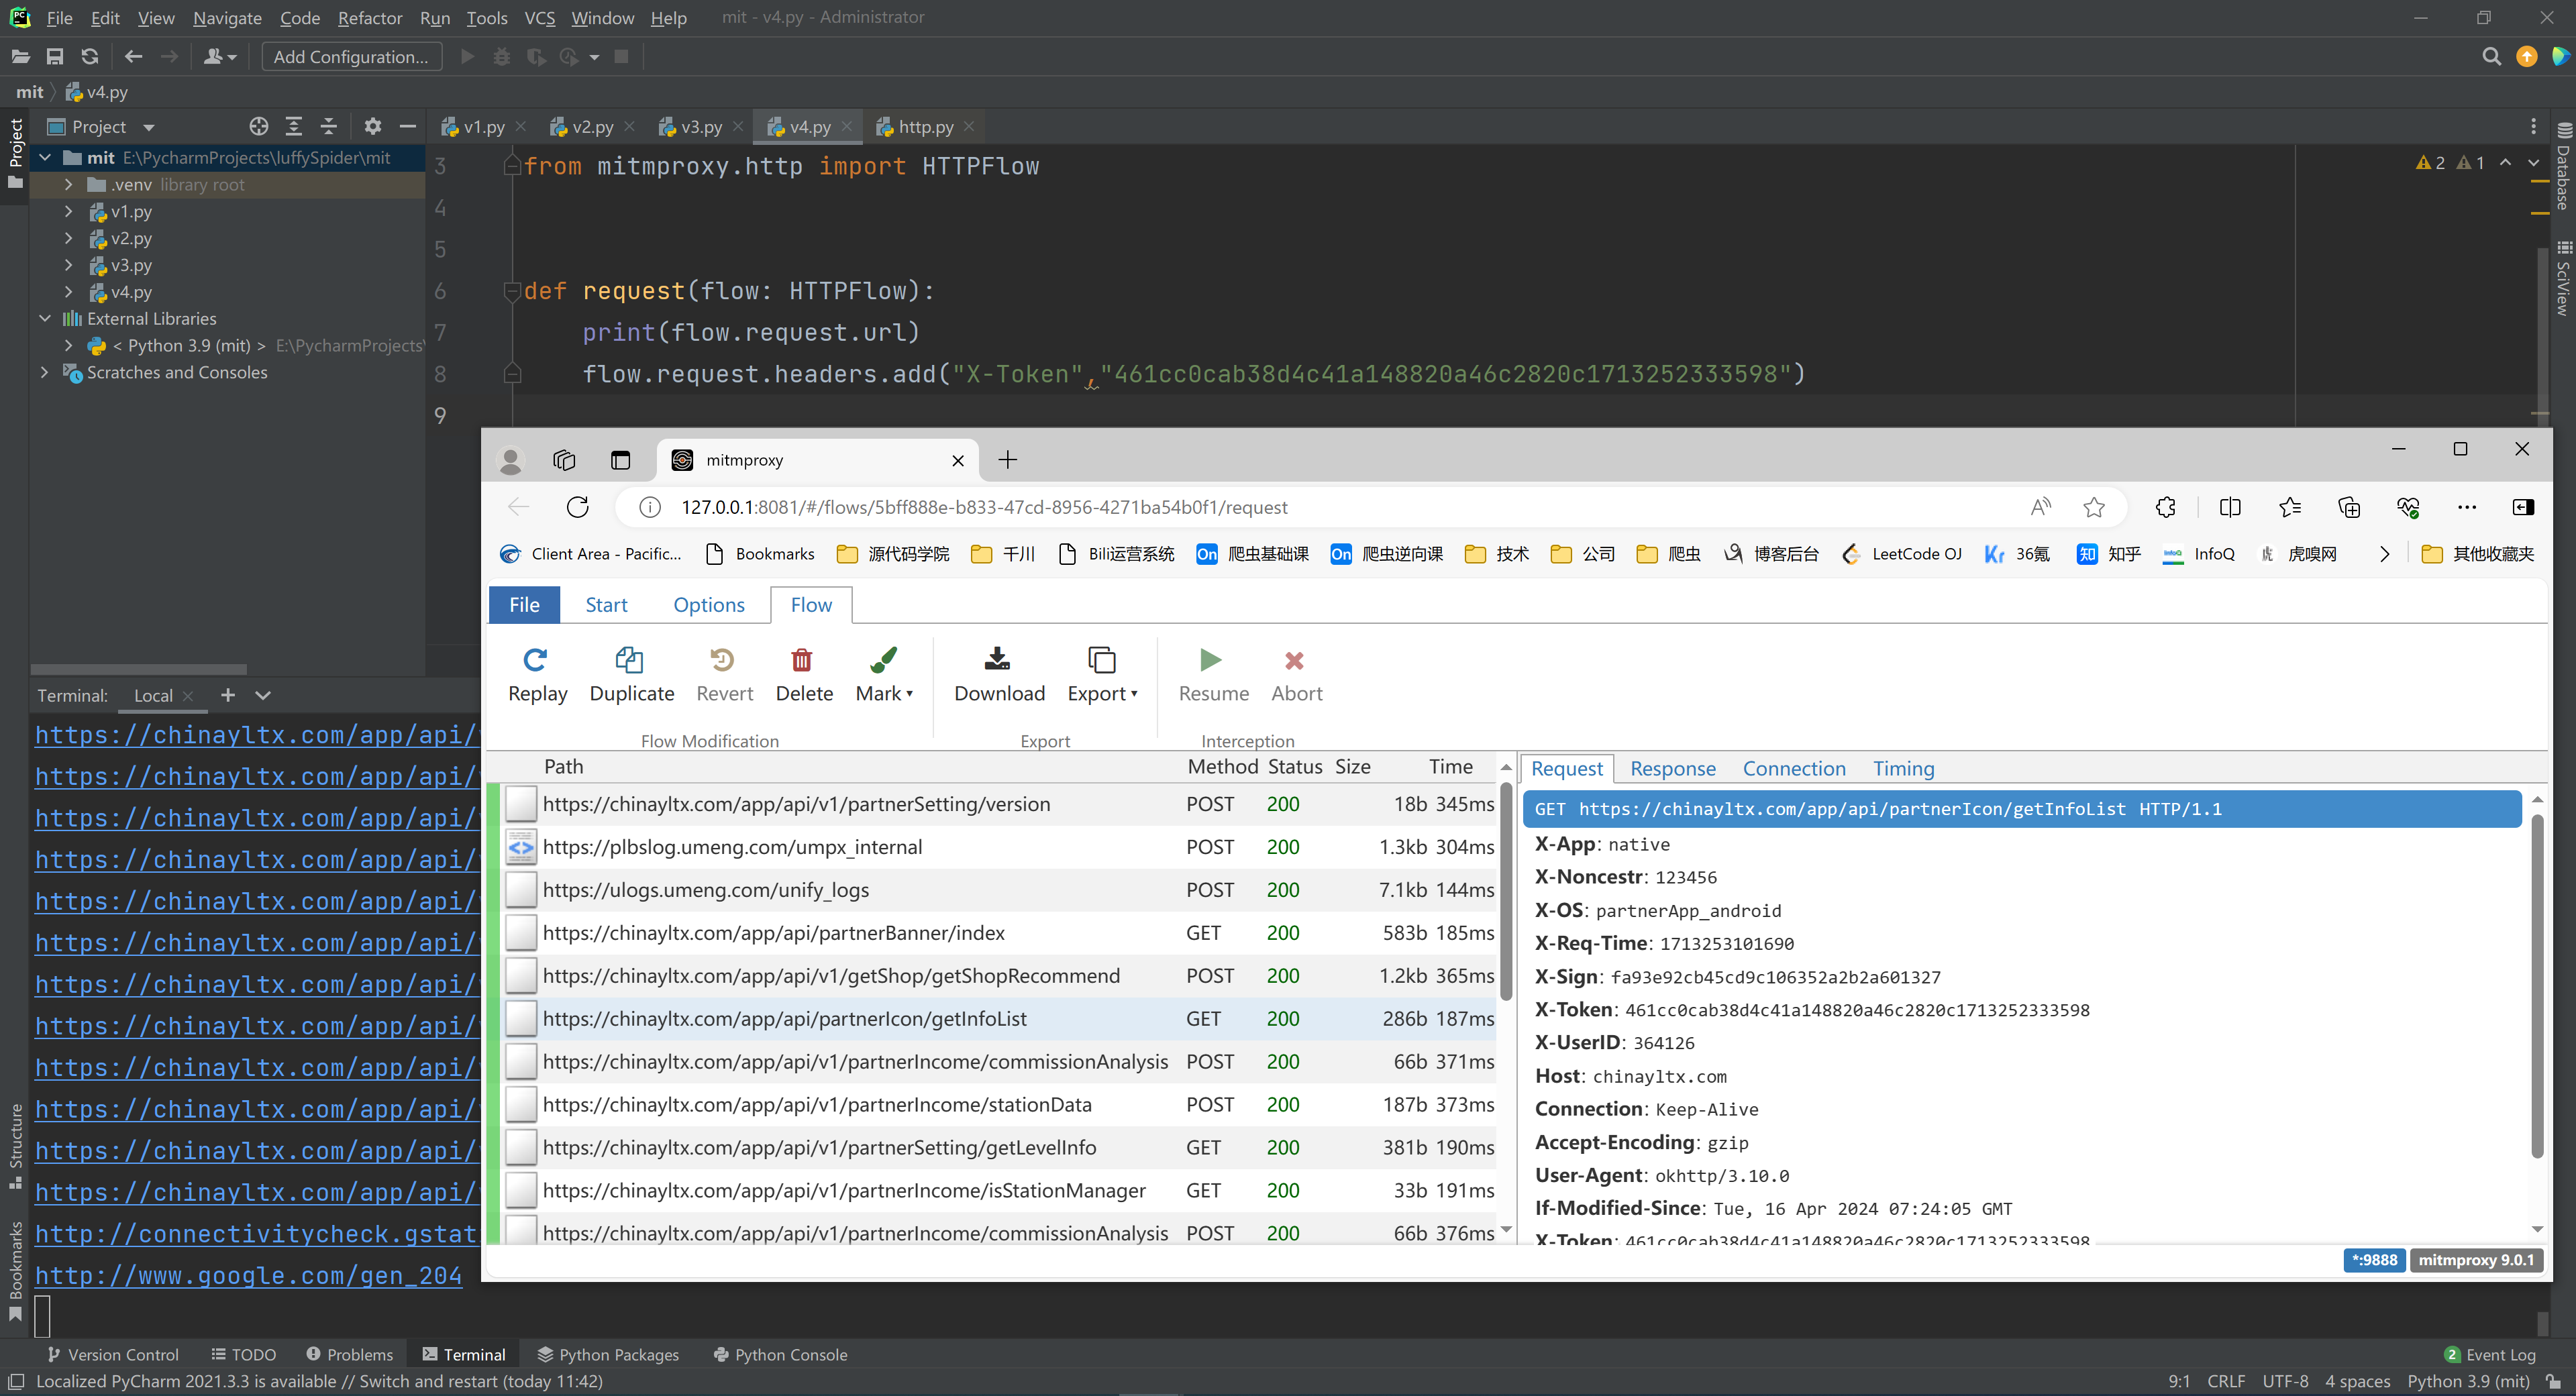 File Edit View Navigate Code Refactor Run Tools VCS Window Help mit - v4.py - Administrator
Add Configuration...
mit v4.py
Project
Project
v1.py v2.py v3.py v4.py http.py
mit E:\PycharmProjects\luffySpider\mit
.venv library root
v1.py
v2.py
v3.py
v4.py
External Libraries
< Python 3.9 (mit) > E:\PycharmProjects\
Scratches and Consoles
3 from mitmproxy.http import HTTPFlow
4
5
6 def request(flow: HTTPFlow):
7 print(flow.request.url)
8 flow.request.headers.add("X-Token","461cc0cab38d4c41a148820a46c2820c1713252333598")
9
2 1
Database
SciView
mitmproxy
127.0.0.1:8081/#/flows/5bff888e-b833-47cd-8956-4271ba54b0f1/request
Client Area - Pacific... Bookmarks 源代码学院 千川 Bili运营系统 On 爬虫基础课 On 爬虫逆向课 技术 公司 爬虫 博客后台 LeetCode OJ Kr 36氪 知 知乎 InfoQ 虎 虎嗅网 其他收藏夹
File Start Options Flow
Replay Duplicate Revert Delete Mark Download Export Resume Abort
Flow Modification Export Interception
Path Method Status Size Time
https://chinayltx.com/app/api/v1/partnerSetting/version POST 200 18b 345ms
https://plbslog.umeng.com/umpx_internal POST 200 1.3kb 304ms
https://ulogs.umeng.com/unify_logs POST 200 7.1kb 144ms
https://chinayltx.com/app/api/partnerBanner/index GET 200 583b 185ms
https://chinayltx.com/app/api/v1/getShop/getShopRecommend POST 200 1.2kb 365ms
https://chinayltx.com/app/api/partnerIcon/getInfoList GET 200 286b 187ms
https://chinayltx.com/app/api/v1/partnerIncome/commissionAnalysis POST 200 66b 371ms
https://chinayltx.com/app/api/v1/partnerIncome/stationData POST 200 187b 373ms
https://chinayltx.com/app/api/v1/partnerSetting/getLevelInfo GET 200 381b 190ms
https://chinayltx.com/app/api/v1/partnerIncome/isStationManager GET 200 33b 191ms
https://chinayltx.com/app/api/v1/partnerIncome/commissionAnalysis POST 200 66b 376ms
Request Response Connection Timing
GET https://chinayltx.com/app/api/partnerIcon/getInfoList HTTP/1.1
X-App: native
X-Noncestr: 123456
X-OS: partnerApp_android
X-Req-Time: 1713253101690
X-Sign: fa93e92cb45cd9c106352a2b2a601327
X-Token: 461cc0cab38d4c41a148820a46c2820c1713252333598
X-UserID: 364126
Host: chinayltx.com
Connection: Keep-Alive
Accept-Encoding: gzip
User-Agent: okhttp/3.10.0
If-Modified-Since: Tue, 16 Apr 2024 07:24:05 GMT
X-Token: 461cc0cab38d4c41a148820a46c2820c1713252333598
*:9888 mitmproxy 9.0.1
Terminal: Local
https://chinayltx.com/app/api/
https://chinayltx.com/app/api/
https://chinayltx.com/app/api/
https://chinayltx.com/app/api/
https://chinayltx.com/app/api/
https://chinayltx.com/app/api/
https://chinayltx.com/app/api/
https://chinayltx.com/app/api/
https://chinayltx.com/app/api/
https://chinayltx.com/app/api/
https://chinayltx.com/app/api/
https://chinayltx.com/app/api/
http://connectivitycheck.gstat
http://www.google.com/gen_204
Structure
Bookmarks
Version Control TODO Problems Terminal Python Packages Python Console 2 Event Log
Localized PyCharm 2021.3.3 is available // Switch and restart (today 11:42) 9:1 CRLF UTF-8 4 spaces Python 3.9 (mit)